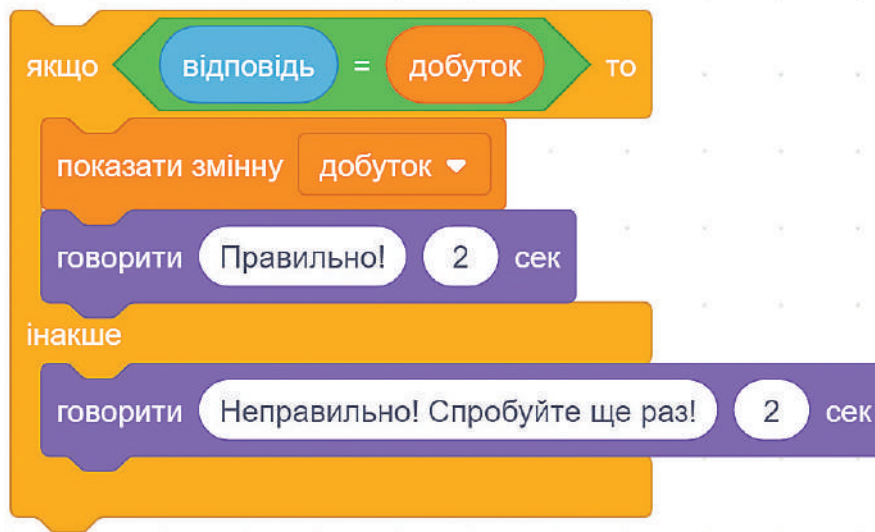 якщо відповідь = добуток то
показати змінну добуток
говорити Правильно! 2 сек
інакше
говорити Неправильно! Спробуйте ще раз! 2 сек